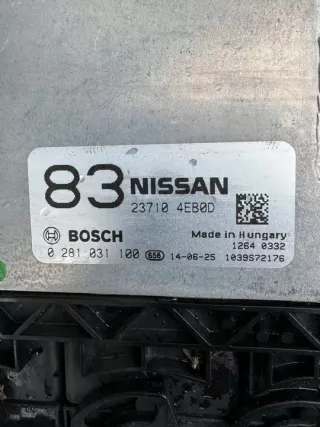 83 NISSAN
23710 4EB0D
BOSCH
Made in Hungary
1264 0332
0 281 031 100 658 14-06-25 1039S72176